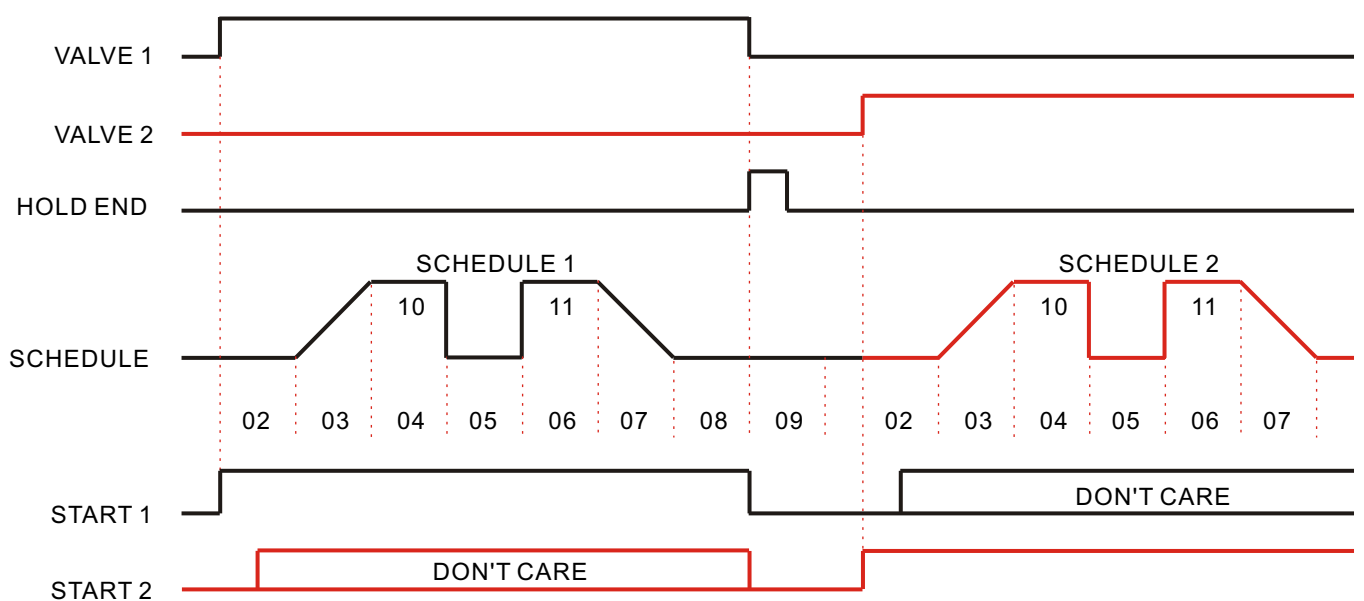 VALVE 1
VALVE 2
HOLD END
SCHEDULE 1 SCHEDULE 2
10 11 10 11
SCHEDULE
02 03 04 05 06 07 08 09 02 03 04 05 06 07
START 1 DON'T CARE
START 2 DON'T CARE